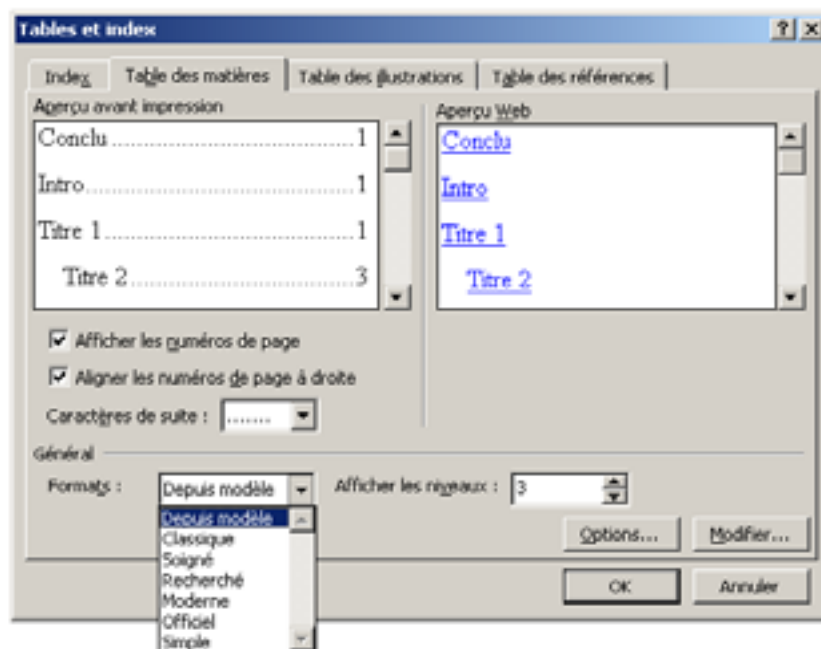 Tables et index
Index Table des matières Table des illustrations Table des références
Aperçu avant impression
Conclu ........................................ 1
Intro ........................................ 1
Titre 1 ........................................ 1
Titre 2 ........................................ 3
Aperçu Web
Conclu
Intro
Titre 1
Titre 2
Afficher les numéros de page
Aligner les numéros de page à droite
Caractères de suite : .......
Général
Formats : Depuis modèle Afficher les niveaux : 3
Depuis modèle
Classique
Soigné
Recherché
Moderne
Officiel
Simple
Options... Modifier...
OK Annuler